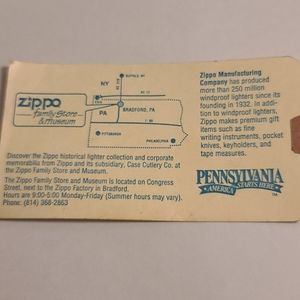 BUFFALO, NY
NY
PA
BRADFORD, PA
PITTSBURGH
PHILADELPHIA
zippo
family Store
& museum
Discover the Zippo historical lighter collection and corporate
memorabilia from Zippo and its subsidiary, Case Cutlery Co. at
the Zippo Family Store and Museum.
The Zippo Family Store and Museum is located on Congress
Street, next to the Zippo Factory in Bradford.
Hours are 9:00-5:00 Monday-Friday (Summer hours may vary).
Phone: (814) 368-2863
Zippo Manufacturing
Company has produced
more than 250 million
windproof lighters since its
founding in 1932. In addi-
tion to windproof lighters,
Zippo makes premium gift
items such as fine
writing instruments, pocket
knives, keyholders, and
tape measures.
PENNSYLVANIA
AMERICA STARTS HERE